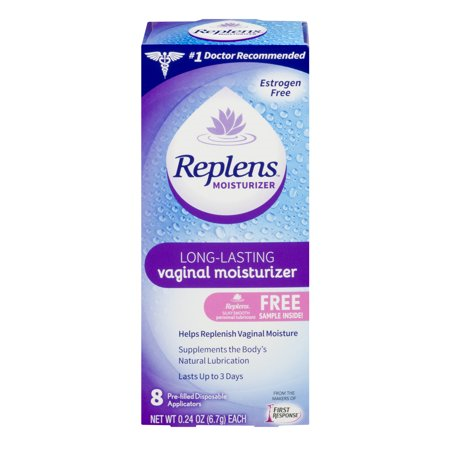 Replens
MOISTURIZER
#1 Doctor Recommended
Estrogen
Free
Replens™
MOISTURIZER
LONG-LASTING
vaginal moisturizer
Replens
SILKY SMOOTH
personal lubricant
FREE
SAMPLE INSIDE!
Helps Replenish Vaginal Moisture
Supplements the Body's
Natural Lubrication
Lasts Up to 3 Days
8 Pre-filled Disposable
Applicators
NET WT 0.24 OZ (6.7g) EACH
FROM THE
MAKERS OF
FIRST
RESPONSE